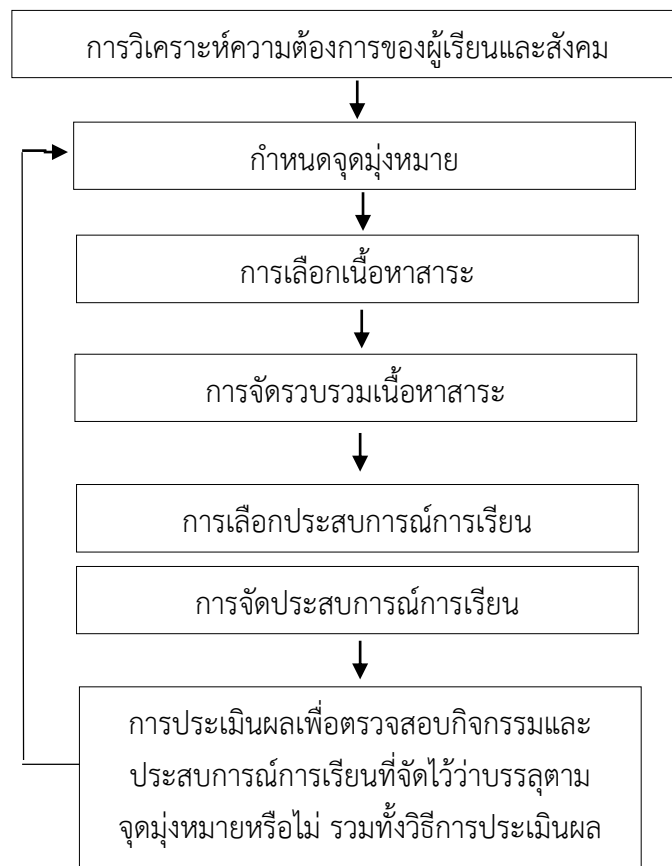 การวิเคราะห์ความต้องการของผู้เรียนและสังคม
กำหนดจุดมุ่งหมาย
การเลือกเนื้อหาสาระ
การจัดรวบรวมเนื้อหาสาระ
การเลือกประสบการณ์การเรียน
การจัดประสบการณ์การเรียน
การประเมินผลเพื่อตรวจสอบกิจกรรมและ
ประสบการณ์การเรียนที่จัดไว้ว่าบรรลุตาม
จุดมุ่งหมายหรือไม่ รวมทั้งวิธีการประเมินผล